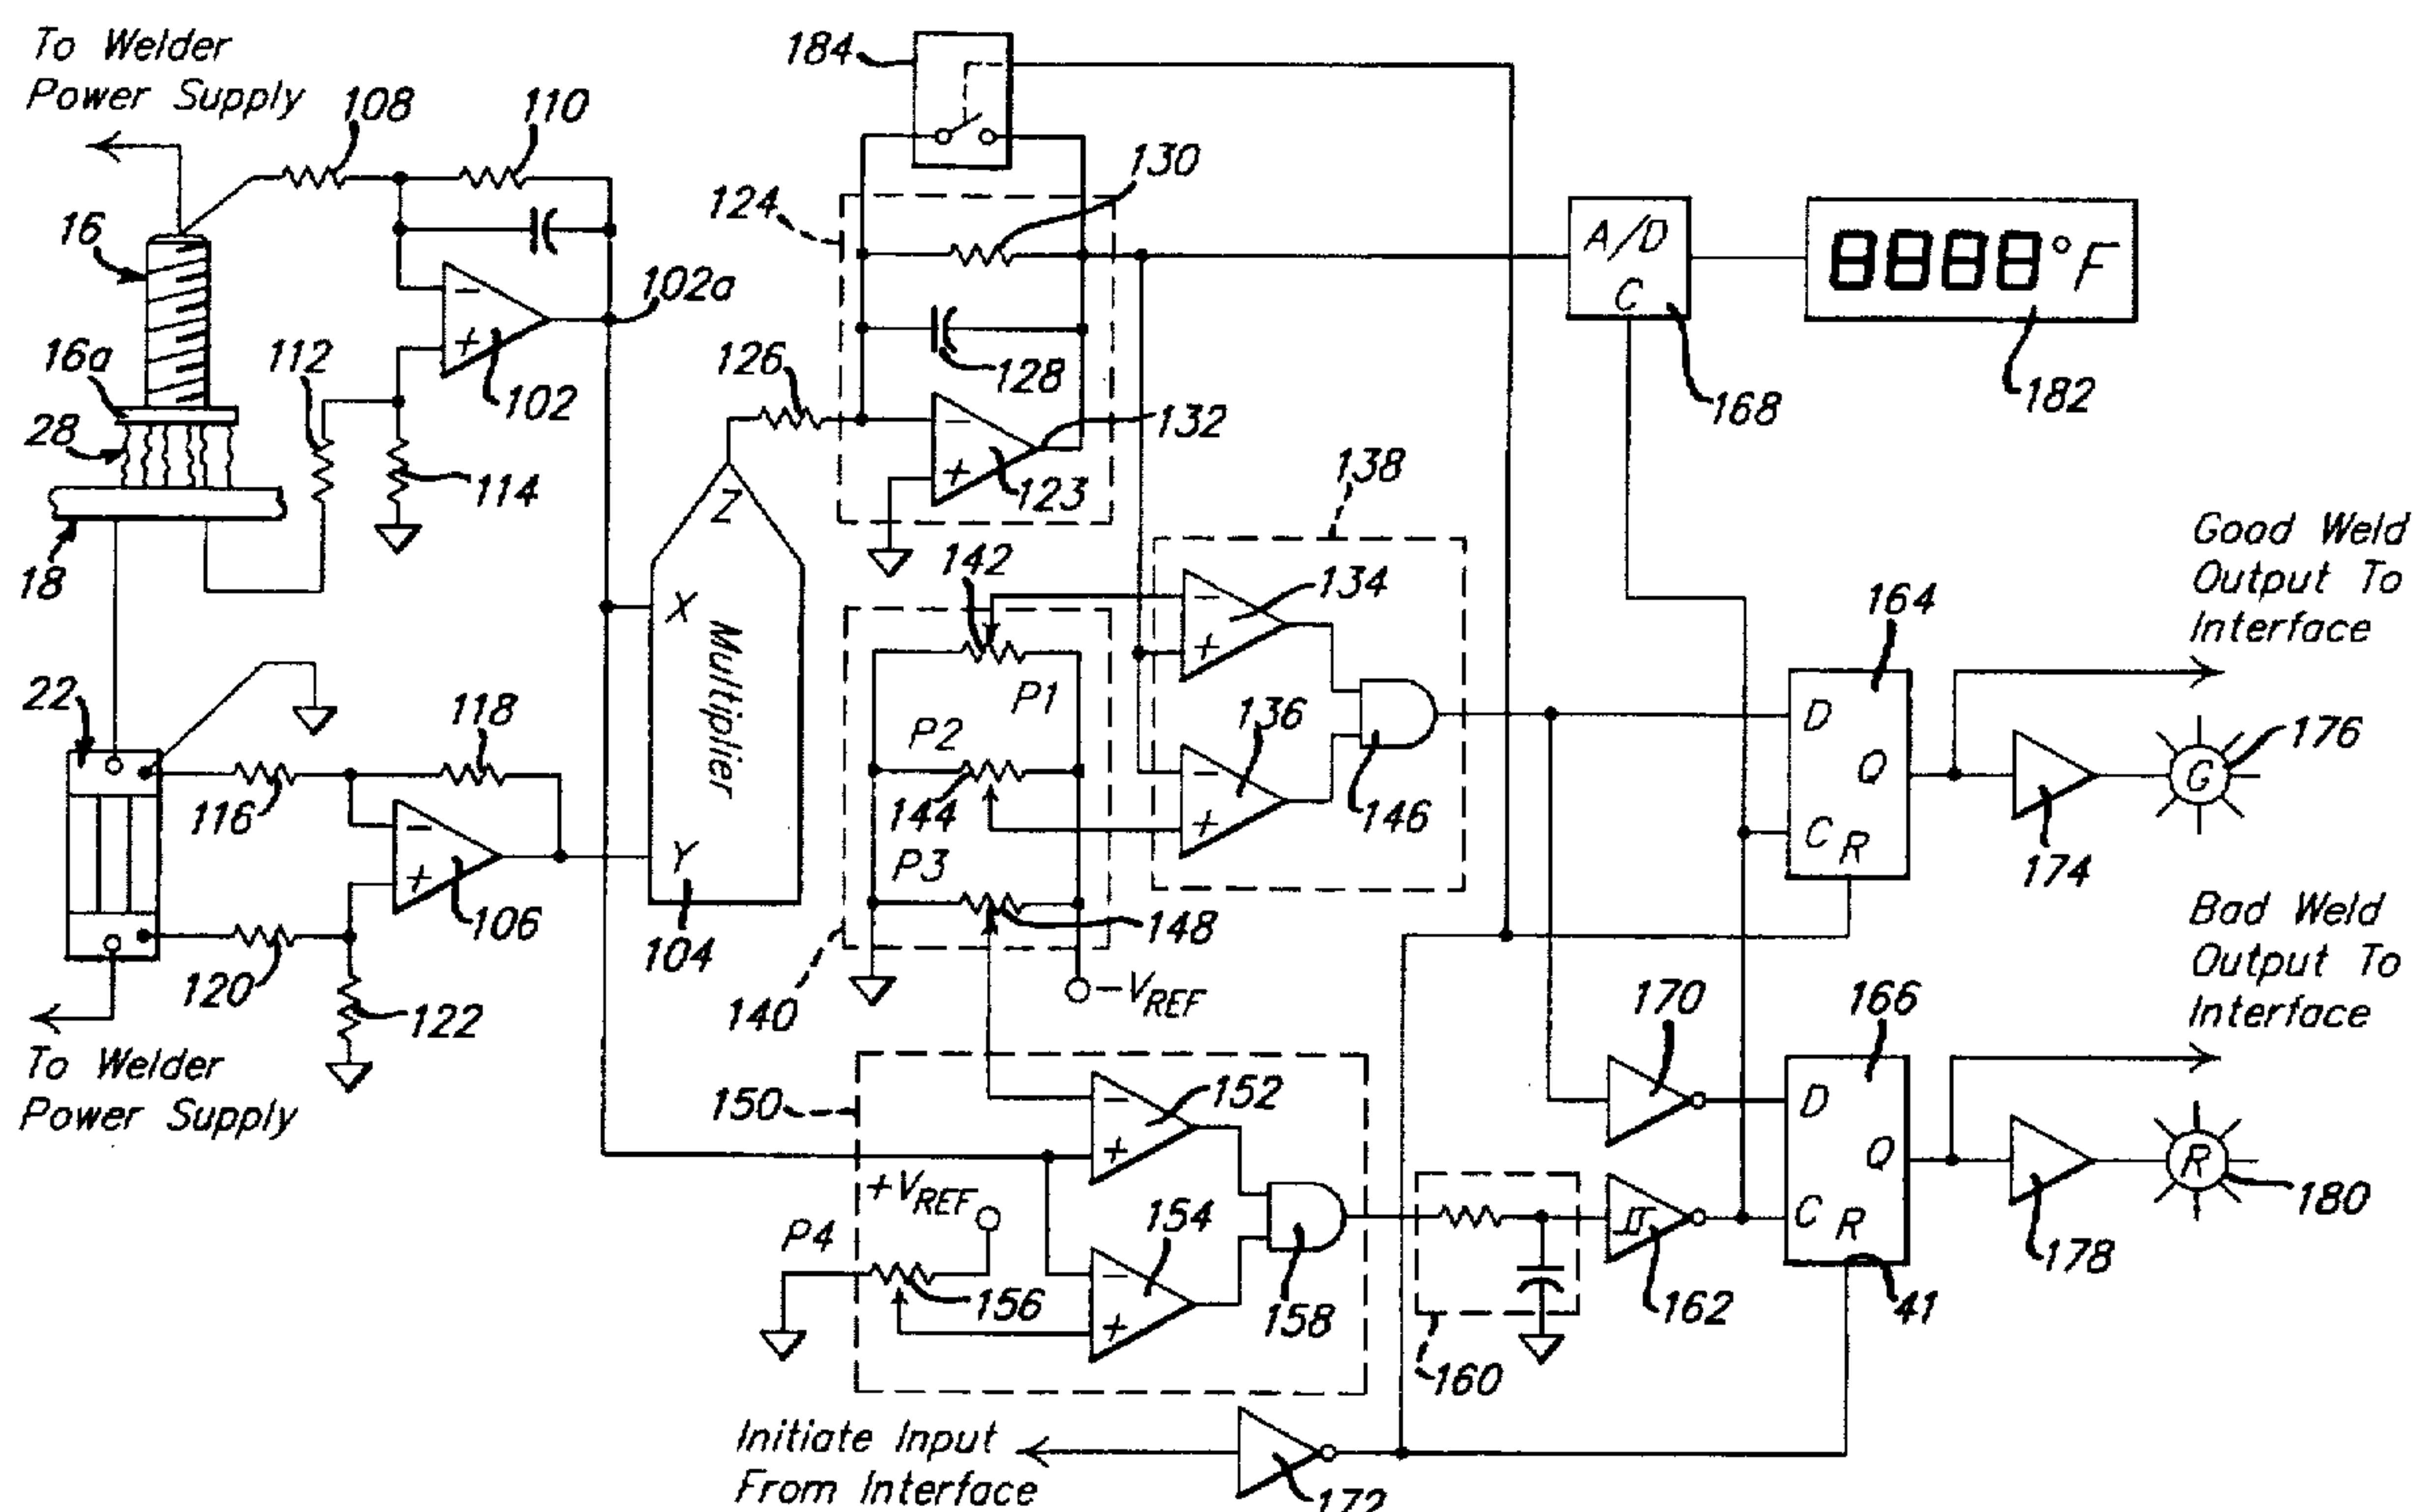 To Welder
Power Supply
108
110
184
130
124
16
102a
A/D
C
8888°F
16a
112
102
126
128
132
168
182
28
114
Z
123
138
18
142
134
Good Weld
Output To
Interface
X
Multiplier
P1
164
22
118
P2
136
D
Q
G
176
116
144
146
C
R
174
106
Y
P3
148
104
120
122
140
-VREF
170
166
Bad Weld
Output To
Interface
To Welder
Power Supply
150
152
D
Q
R
180
+VREF
P4
154
C
R
178
156
158
162
41
160
Initiate Input
From Interface
172